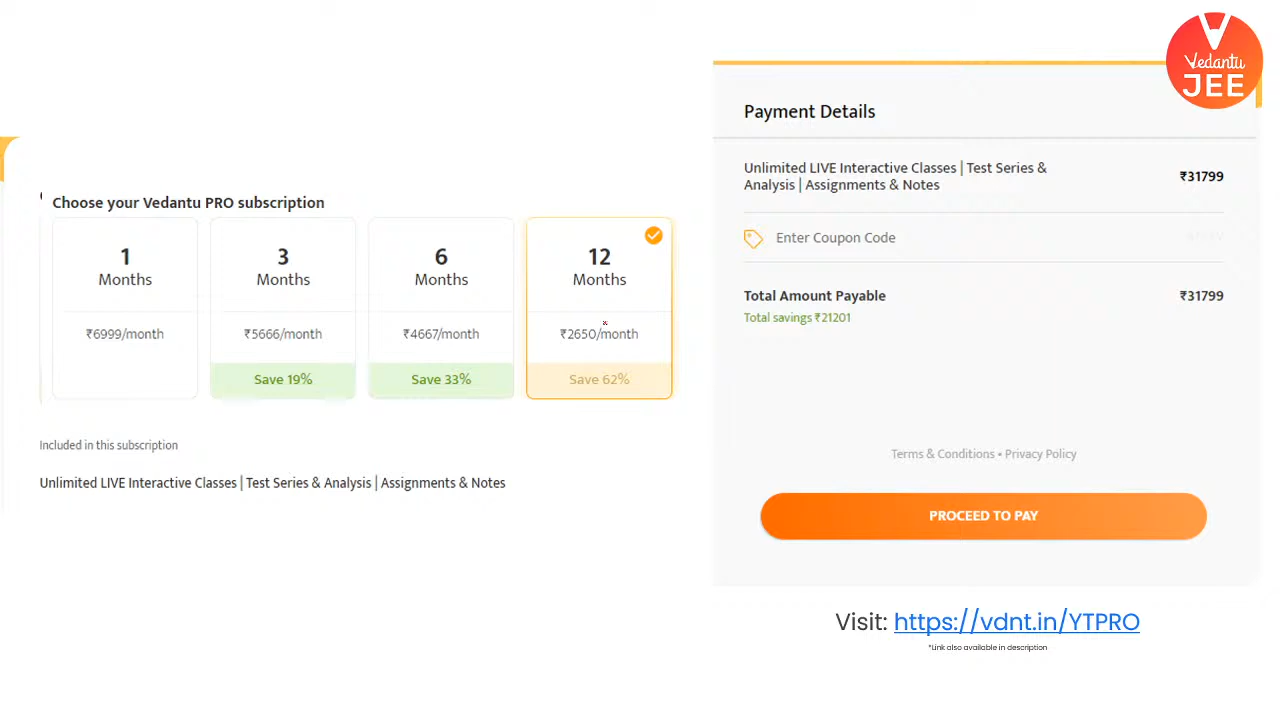 Vedantu
JEE
Choose your Vedantu PRO subscription
1
Months
₹6999/month
3
Months
₹5666/month
Save 19%
6
Months
₹4667/month
Save 33%
12
Months
₹2650/month
Save 62%
Included in this subscription
Unlimited LIVE Interactive Classes | Test Series & Analysis | Assignments & Notes
Payment Details
Unlimited LIVE Interactive Classes | Test Series &
Analysis | Assignments & Notes
₹31799
Enter Coupon Code
Total Amount Payable
₹31799
Total savings ₹21201
Terms & Conditions • Privacy Policy
PROCEED TO PAY
Visit: https://vdnt.in/YTPRO
*Link also available in description